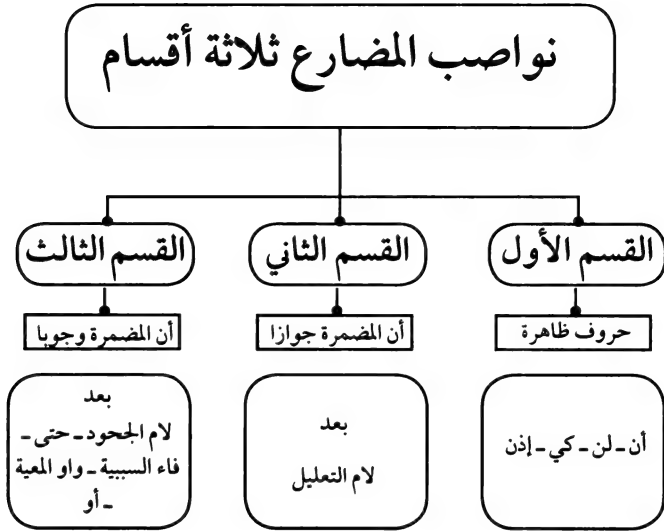 نواصب المضارع ثلاثة أقسام
القسم الأول
القسم الثاني
القسم الثالث
حروف ظاهرة
أن المضمرة جوازا
أن المضمرة وجوبا
أن ـ لن ـ كي ـ إذن
بعد
لام التعليل
بعد
لام الجحود ـ حتى ـ
فاء السببية ـ واو المعية
ـ أو